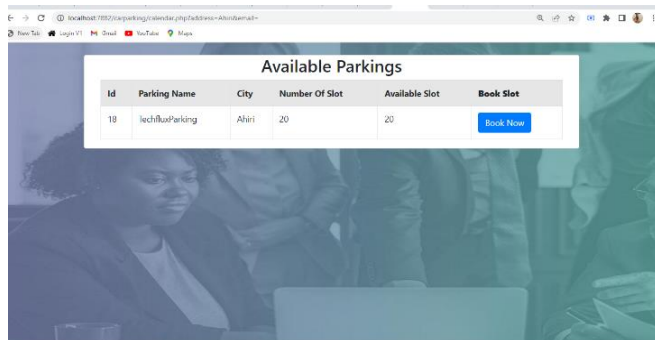 localhost:7882/carparking/calendar.php?address=Ahiri&email=
New Tab Login V1 Gmail YouTube Maps
Available Parkings
Id Parking Name City Number Of Slot Available Slot Book Slot
18 TechfluxParking Ahiri 20 20 Book Now